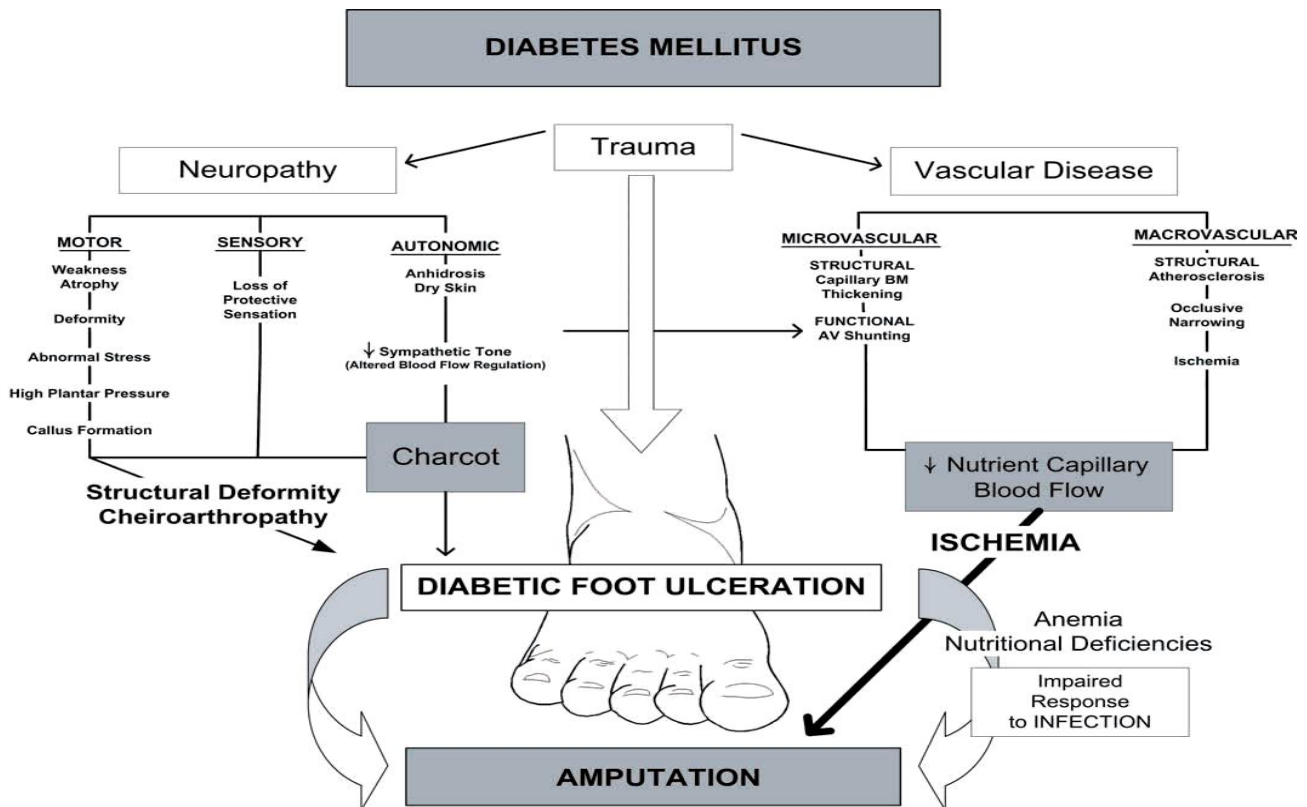 DIABETES MELLITUS
Trauma
Neuropathy
Vascular Disease
MOTOR
Weakness
Atrophy
Deformity
Abnormal Stress
High Plantar Pressure
Callus Formation
SENSORY
Loss of
Protective
Sensation
AUTONOMIC
Anhidrosis
Dry Skin
↓ Sympathetic Tone
(Altered Blood Flow Regulation)
MICROVASCULAR
STRUCTURAL
Capillary BM
Thickening
FUNCTIONAL
AV Shunting
MACROVASCULAR
STRUCTURAL
Atherosclerosis
Occlusive
Narrowing
Ischemia
Charcot
↓ Nutrient Capillary
Blood Flow
Structural Deformity
Cheiroarthropathy
ISCHEMIA
DIABETIC FOOT ULCERATION
Anemia
Nutritional Deficiencies
Impaired
Response
to INFECTION
AMPUTATION